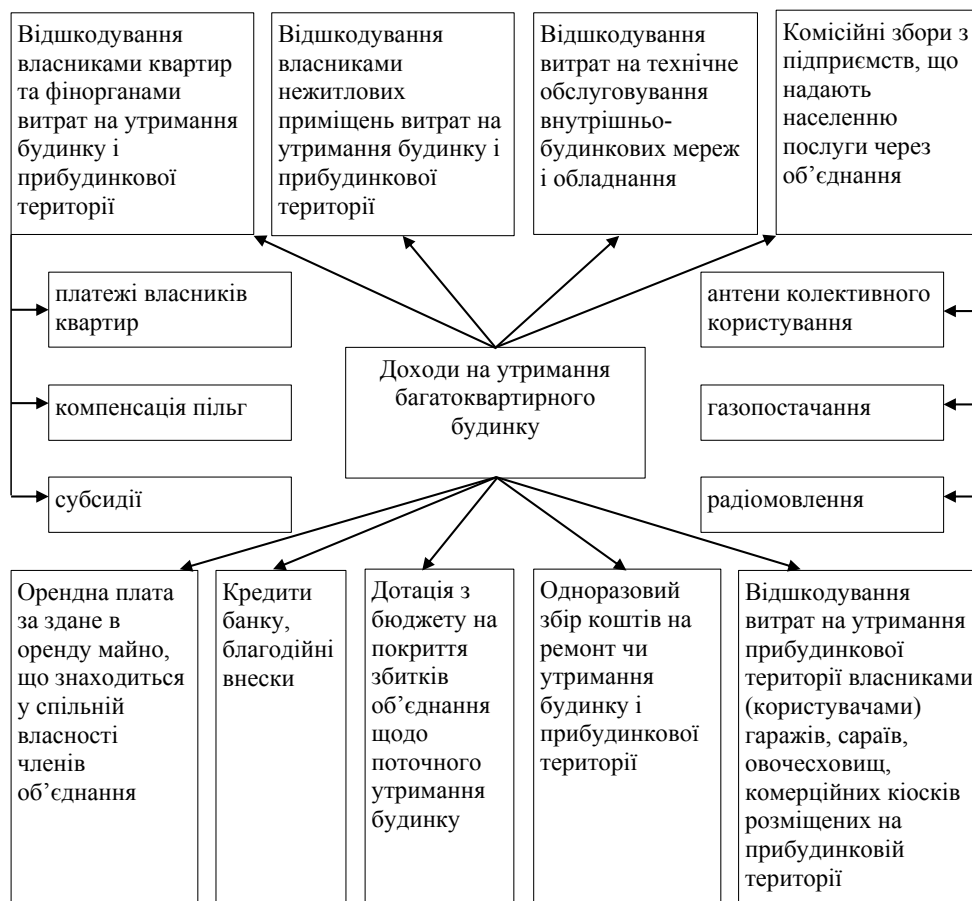 Відшкодування
власниками квартир
та фінорганами
витрат на утримання
будинку і
прибудинкової
території
Відшкодування
власниками
нежитлових
приміщень витрат на
утримання будинку і
прибудинкової
території
Відшкодування
витрат на технічне
обслуговування
внутрішньо-
будинкових мереж
і обладнання
Комісійні збори з
підприємств, що
надають
населенню
послуги через
об’єднання
платежі власників
квартир
компенсація пільг
субсидії
Доходи на утримання
багатоквартирного
будинку
антени колективного
користування
газопостачання
радіомовлення
Орендна плата
за здане в
оренду майно,
що знаходиться
у спільній
власності
членів
об’єднання
Кредити
банку,
благодійні
внески
Дотація з
бюджету на
покриття
збитків
об’єднання
щодо
поточного
утримання
будинку
Одноразовий
збір коштів на
ремонт чи
утримання
будинку і
прибудинкової
території
Відшкодування
витрат на утримання
прибудинкової
території власниками
(користувачами)
гаражів, сараїв,
овочесховищ,
комерційних кіосків
розміщених на
прибудинковій
території